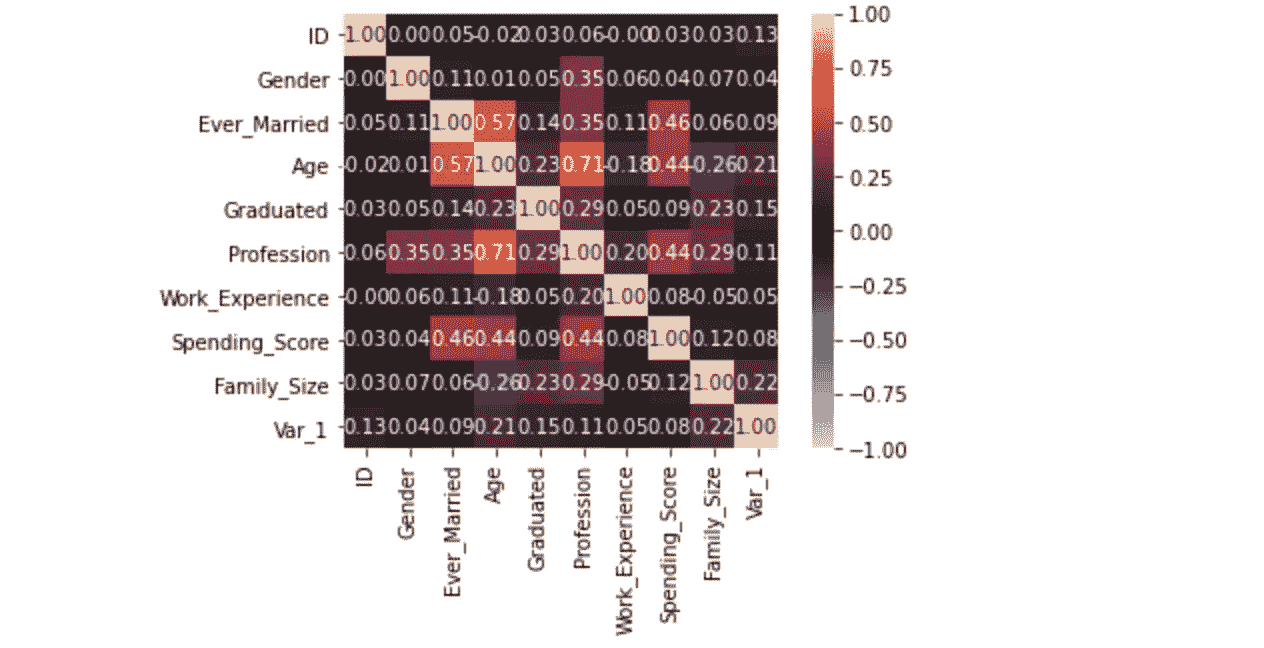 ID 1.00 0.00 0.05 -0.02 0.03 0.06 -0.00 0.03 0.03 0.13 1.00
Gender 0.00 1.00 0.11 0.01 0.05 0.35 0.06 0.04 0.07 0.04 0.75
Ever_Married 0.05 0.11 1.00 0.57 0.14 0.35 0.11 0.46 0.06 0.09 0.50
Age -0.02 0.01 0.57 1.00 0.23 0.71 -0.18 0.44 -0.26 0.21 0.25
Graduated 0.03 0.05 0.14 0.23 1.00 0.29 0.05 0.09 0.23 0.15 0.00
Profession 0.06 0.35 0.35 0.71 0.29 1.00 0.20 0.44 0.29 0.11
Work_Experience -0.00 0.06 0.11 -0.18 0.05 0.20 1.00 0.08 -0.05 0.05 −0.25
Spending_Score 0.03 0.04 0.46 0.44 0.09 0.44 0.08 1.00 0.12 0.08 −0.50
Family_Size 0.03 0.07 0.06 -0.26 0.23 0.29 -0.05 0.12 1.00 0.22 −0.75
Var_1 0.13 0.04 0.09 0.21 0.15 0.11 0.05 0.08 0.22 1.00 −1.00
ID Gender Ever_Married Age Graduated Profession Work_Experience Spending_Score Family_Size Var_1